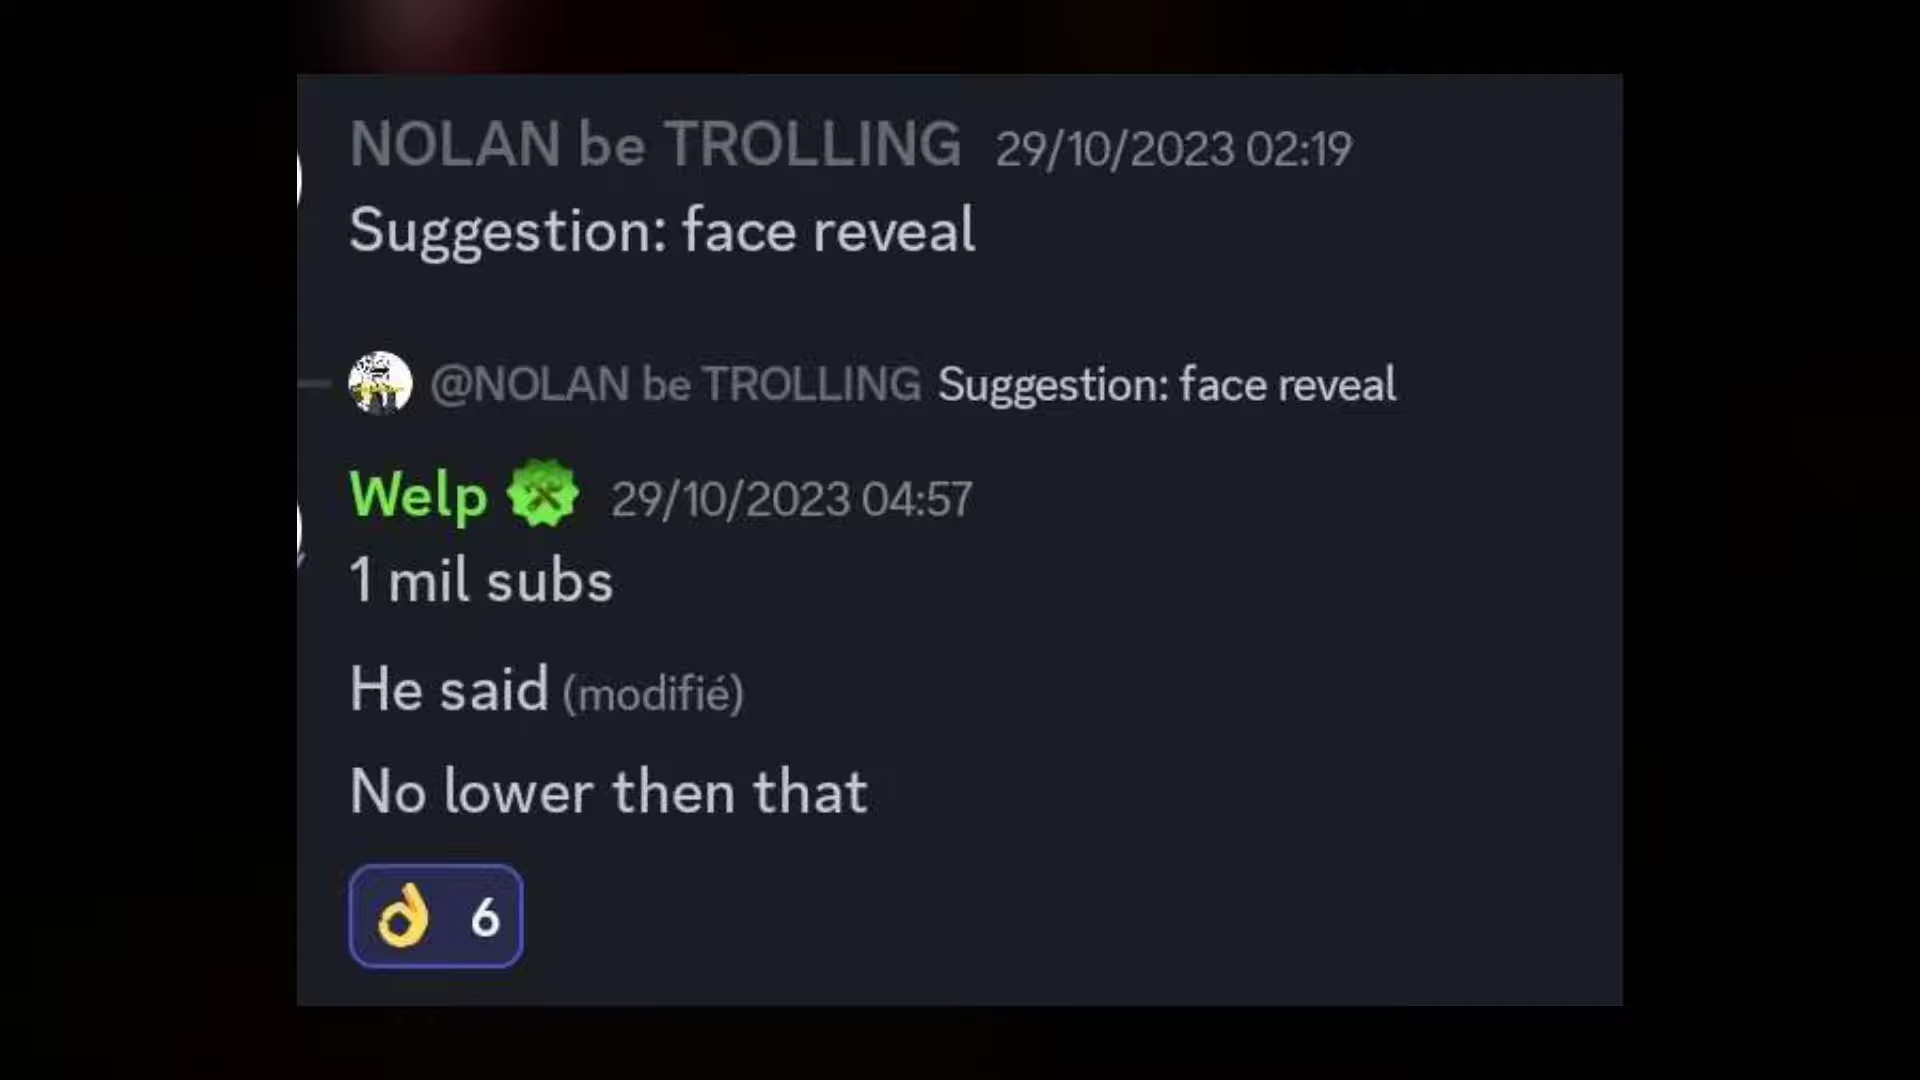 NOLAN be TROLLING 29/10/2023 02:19
Suggestion: face reveal
@NOLAN be TROLLING Suggestion: face reveal
Welp 29/10/2023 04:57
1 mil subs
He said (modifié)
No lower then that
👌 6